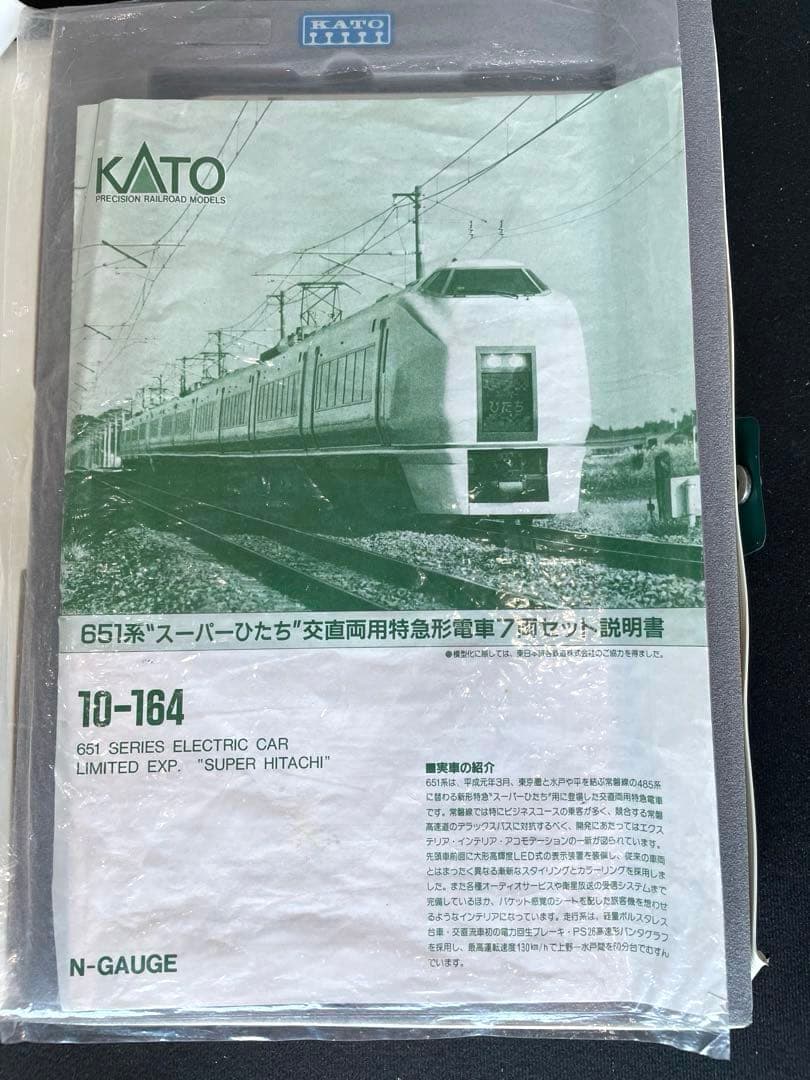 KATO
KATO
PRECISION RAILROAD MODELS
ひたち
651系"スーパーひたち"交直両用特急形電車7両セット説明書
●模型化に際しては、東日本旅客鉄道株式会社のご協力を得ました。
10-164
651 SERIES ELECTRIC CAR
LIMITED EXP. "SUPER HITACHI"
■実車の紹介
651系は、平成元年3月、東京圏と水戸や平を結ぶ常磐線の485系
に替わる新形特急"スーパーひたち"用に登場した交直両用特急電車
です。常磐線では特にビジネスユースの乗客が多く、競合する常磐
高速道のデラックスバスに対抗するべく、開発にあたってはエクス
テリア・インテリア・アコモデーションの一新が図られています。
先頭車前面に大形高輝度LED式の表示装置を装備し、従来の車両
とはまったく異なる斬新なスタイリングとカラーリングを採用しま
した。また各種オーディオサービスや衛星放送の受信システムまで
完備しているほか、バケット感覚のシートを配した旅客機を想わせ
るようなインテリアになっています。走行系は、軽量ボルスタレス
台車・交直流車初の電力回生ブレーキ・PS26高速形パンタグラフ
を採用し、最高運転速度130km/hで上野ー水戸間を60分台でむすん
でいます。
N-GAUGE